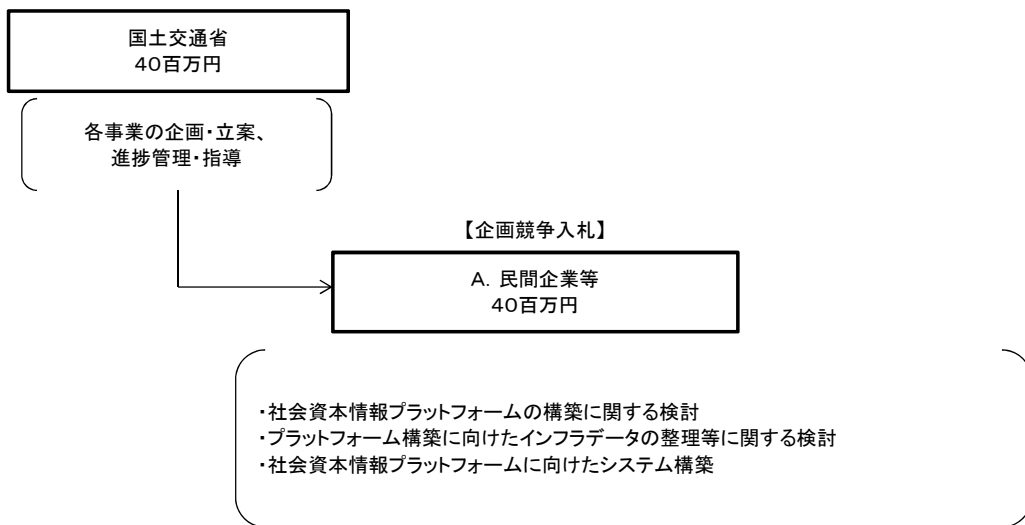 国土交通省
40百万円
各事業の企画・立案、
進捗管理・指導
【企画競争入札】
A．民間企業等
40百万円
・社会資本情報プラットフォームの構築に関する検討
・プラットフォーム構築に向けたインフラデータの整理等に関する検討
・社会資本情報プラットフォームに向けたシステム構築